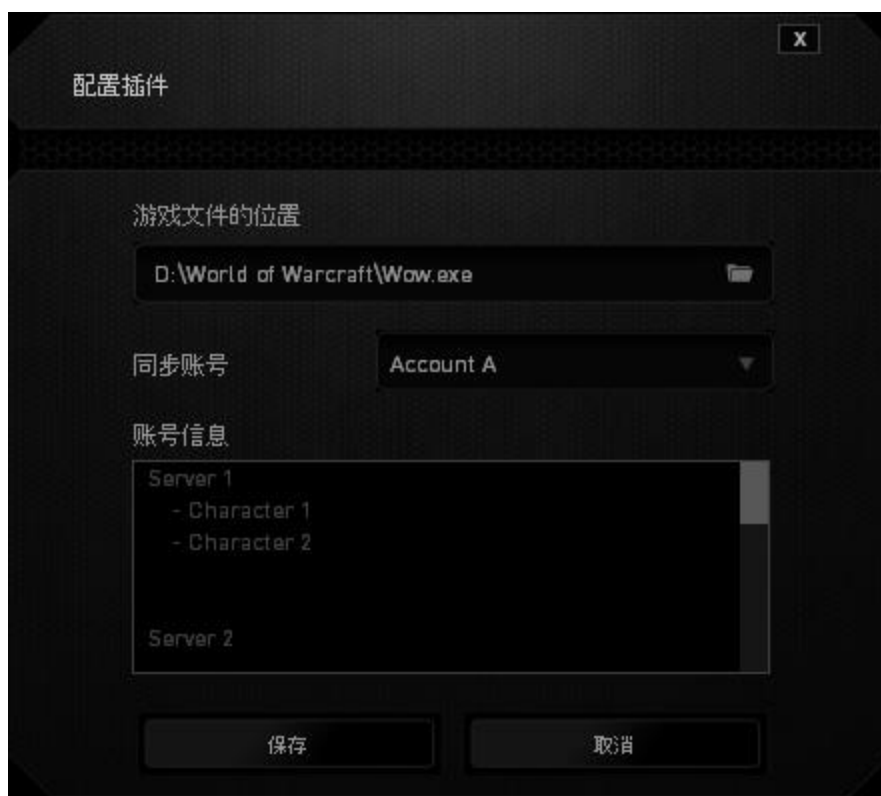 X
配置插件
游戏文件的位置
D:\World of Warcraft\Wow.exe
同步账号 Account A
账号信息
Server 1
- Character 1
- Character 2
Server 2
保存 取消